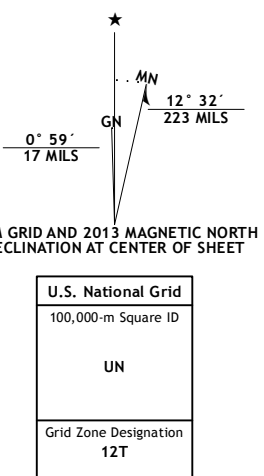 ★
MN
GN
12° 32´
223 MILS
0° 59´
17 MILS
GRID AND 2013 MAGNETIC NORTH
DECLINATION AT CENTER OF SHEET
U.S. National Grid
100,000-m Square ID
UN
Grid Zone Designation
12T